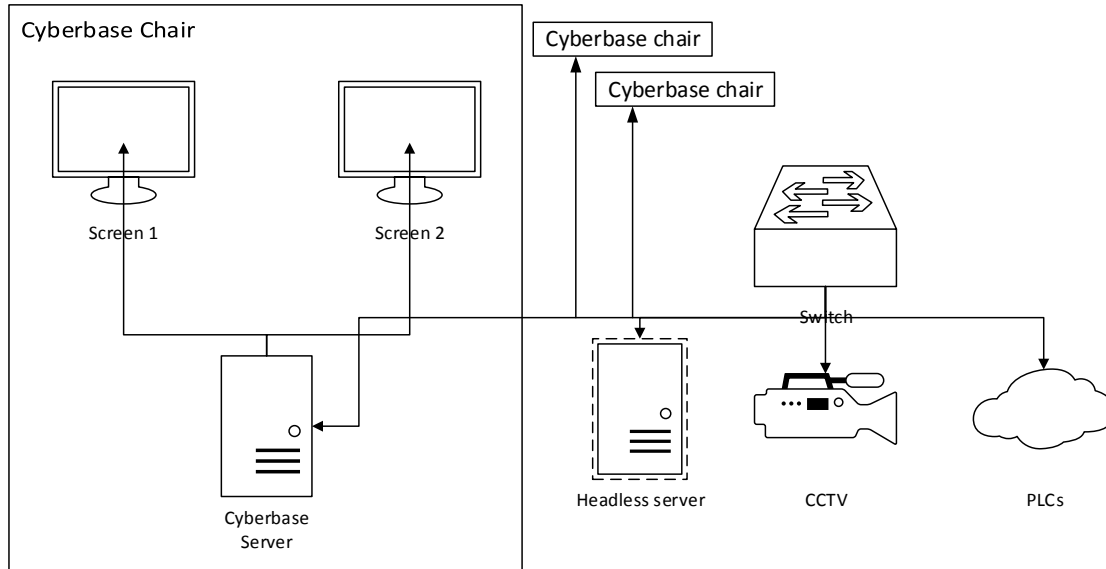 Cyberbase Chair
Cyberbase chair
Cyberbase chair
Screen 1
Screen 2
Switch
Headless server
CCTV
PLCs
Cyberbase
Server